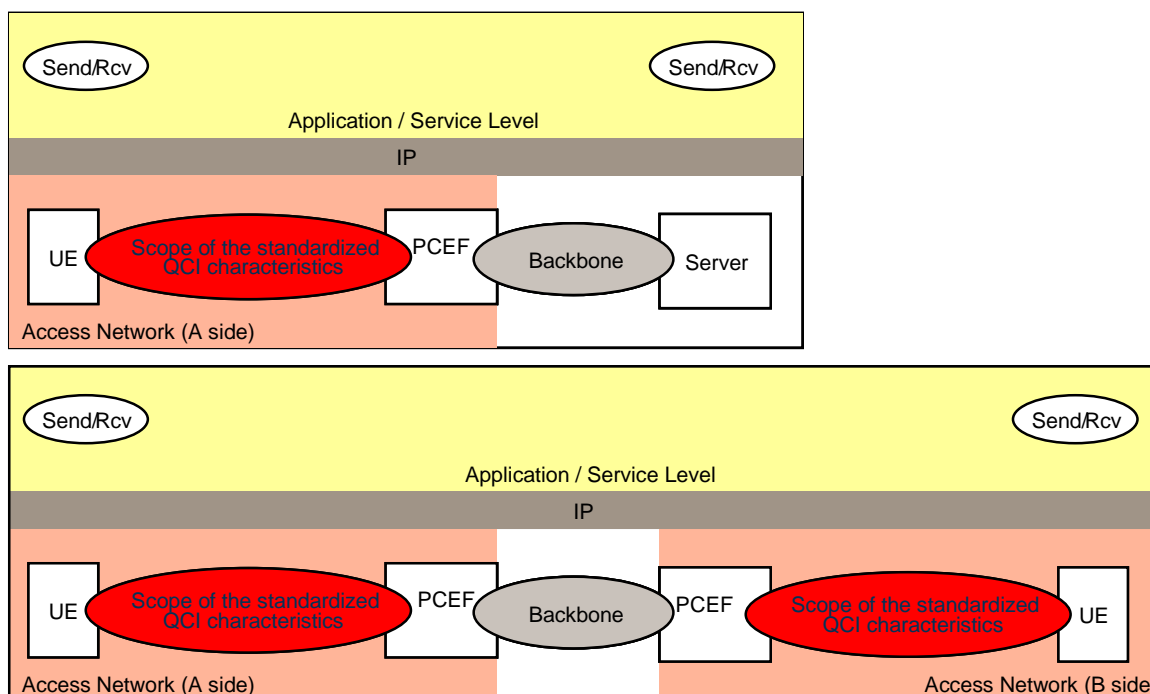 Send/Rcv
Send/Rcv
Application / Service Level
IP
UE
Scope of the standardized
QCI characteristics
PCEF
Backbone
Server
Access Network (A side)
Send/Rcv
Send/Rcv
Application / Service Level
IP
UE
Scope of the standardized
QCI characteristics
PCEF
Backbone
PCEF
Scope of the standardized
QCI characteristics
UE
Access Network (A side)
Access Network (B side